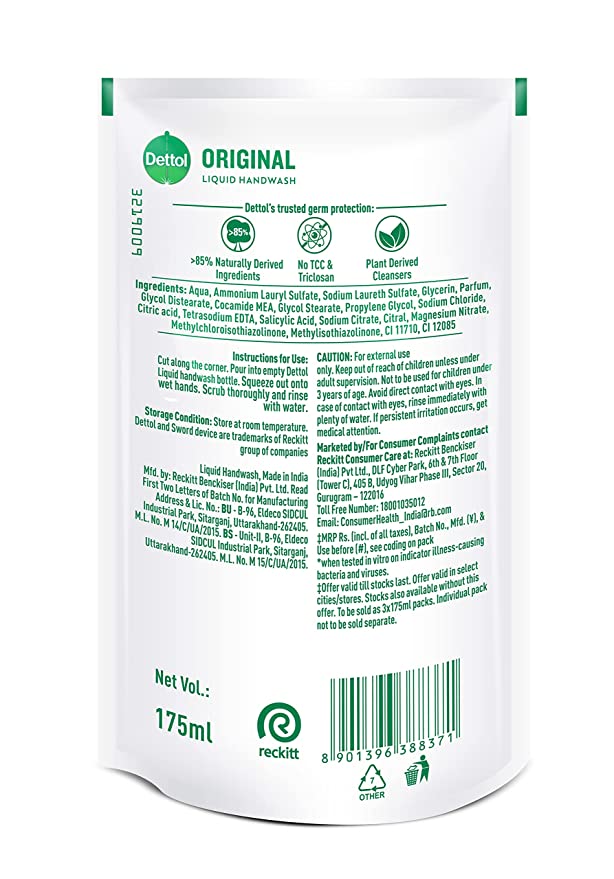 Dettol
ORIGINAL
LIQUID HANDWASH
3219009
Dettol's trusted germ protection:
>85%
>85% Naturally Derived
Ingredients
No TCC &
Triclosan
Plant Derived
Cleansers
Ingredients: Aqua, Ammonium Lauryl Sulfate, Sodium Laureth Sulfate, Glycerin, Parfum,
Glycol Distearate, Cocamide MEA, Glycol Stearate, Propylene Glycol, Sodium Chloride,
Citric acid, Tetrasodium EDTA, Salicylic Acid, Sodium Citrate, Citral, Magnesium Nitrate,
Methylchloroisothiazolinone, Methylisothiazolinone, CI 11710, CI 12085
Instructions for Use:
Cut along the corner. Pour into empty Dettol
Liquid handwash bottle. Squeeze out onto
wet hands. Scrub thoroughly and rinse
with water.
Storage Condition: Store at room temperature.
Dettol and Sword device are trademarks of Reckitt
group of companies
Liquid Handwash, Made in India
Mfd. by: Reckitt Benckiser (India) Pvt. Ltd. Read
First Two Letters of Batch No. for Manufacturing
Address & Lic. No.: BU - B-96, Eldeco SIDCUL
Industrial Park, Sitarganj, Uttarakhand-262405.
M.L. No. M 14/C/UA/2015. BS - Unit-II, B-96, Eldeco
SIDCUL Industrial Park, Sitarganj,
Uttarakhand-262405. M.L. No. M 15/C/UA/2015.
CAUTION: For external use
only. Keep out of reach of children unless under
adult supervision. Not to be used for children under
3 years of age. Avoid direct contact with eyes. In
case of contact with eyes, rinse immediately with
plenty of water. If persistent irritation occurs, get
medical attention.
Marketed by/For Consumer Complaints contact
Reckitt Consumer Care at: Reckitt Benckiser
(India) Pvt Ltd., DLF Cyber Park, 6th & 7th Floor
(Tower C), 405 B, Udyog Vihar Phase III, Sector 20,
Gurugram - 122016
Toll Free Number: 18001035012
Email: ConsumerHealth_India@rb.com
‡MRP Rs. (incl. of all taxes), Batch No., Mfd. (¥), &
Use before (#), see coding on pack
*when tested in vitro on indicator illness-causing
bacteria and viruses.
‡Offer valid till stocks last. Offer valid in select
cities/stores. Stocks also available without this
offer. To be sold as 3x175ml packs. Individual pack
not to be sold separate.
Net Vol.:
175ml
reckitt
8 901396 388371
7
OTHER